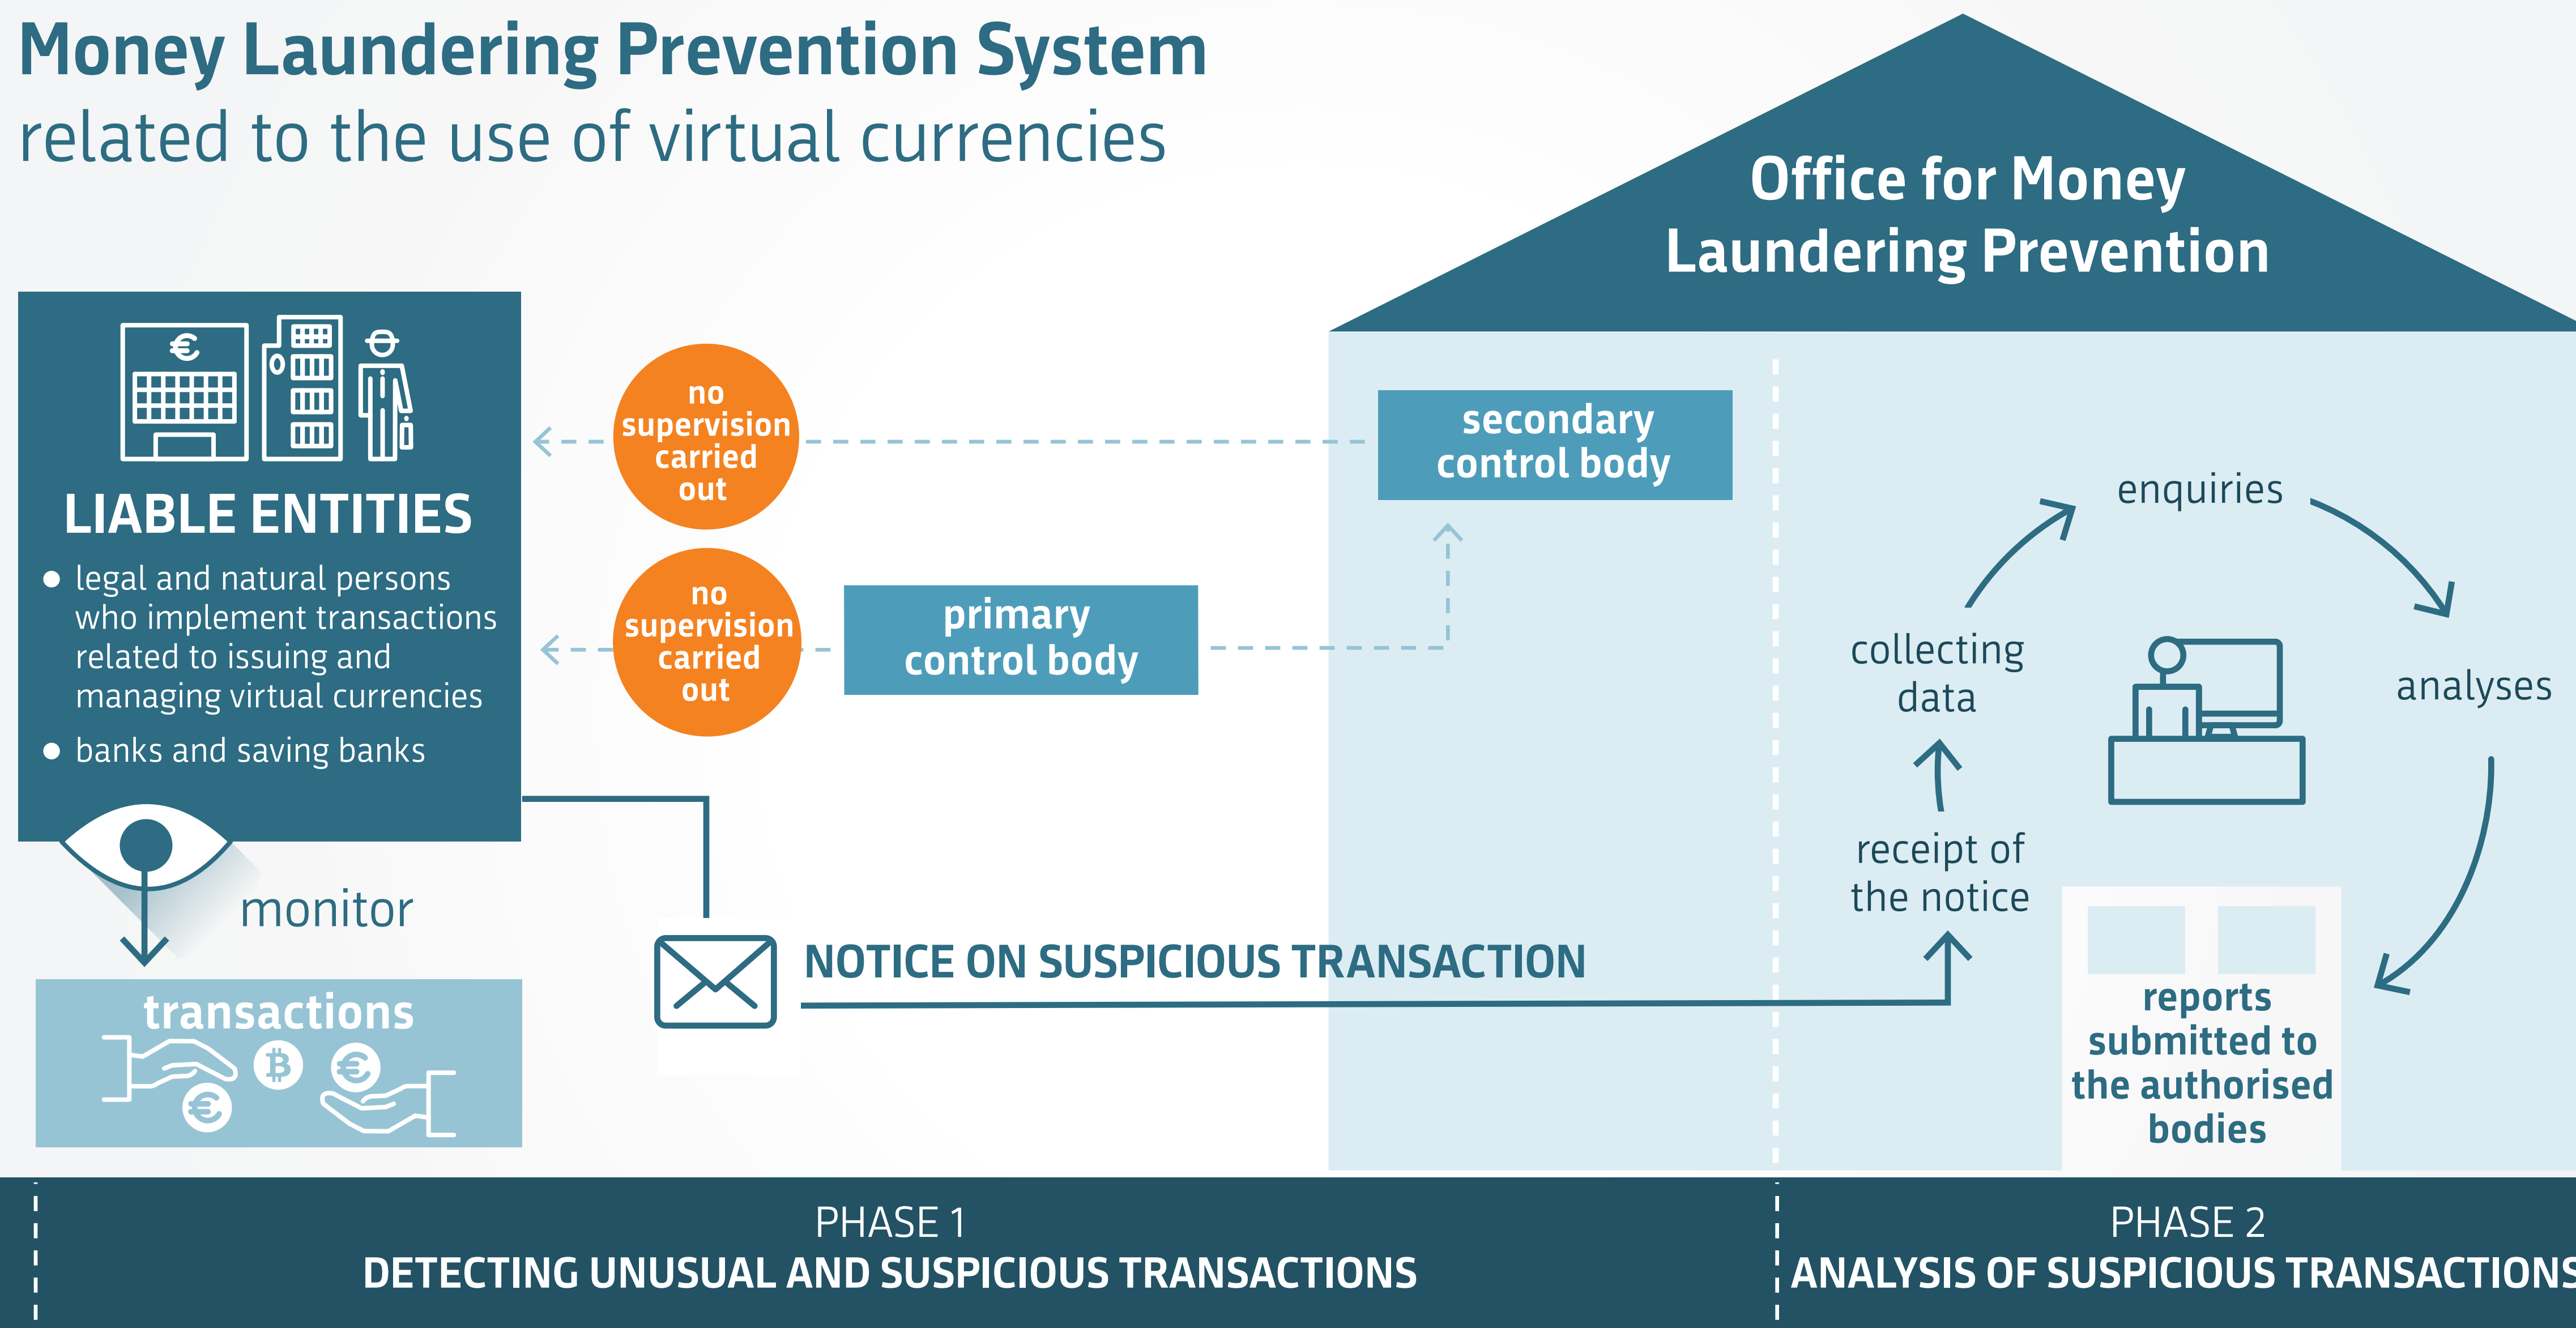 Money Laundering Prevention System
related to the use of virtual currencies
Office for Money
Laundering Prevention
€
LIABLE ENTITIES
legal and natural persons
who implement transactions
related to issuing and
managing virtual currencies
banks and saving banks
monitor
transactions
₿
€
€
no
supervision
carried
out
no
supervision
carried
out
primary
control body
secondary
control body
NOTICE ON SUSPICIOUS TRANSACTION
receipt of
the notice
collecting
data
enquiries
analyses
reports
submitted to
the authorised
bodies
PHASE 1
DETECTING UNUSUAL AND SUSPICIOUS TRANSACTIONS
PHASE 2
ANALYSIS OF SUSPICIOUS TRANSACTIONS